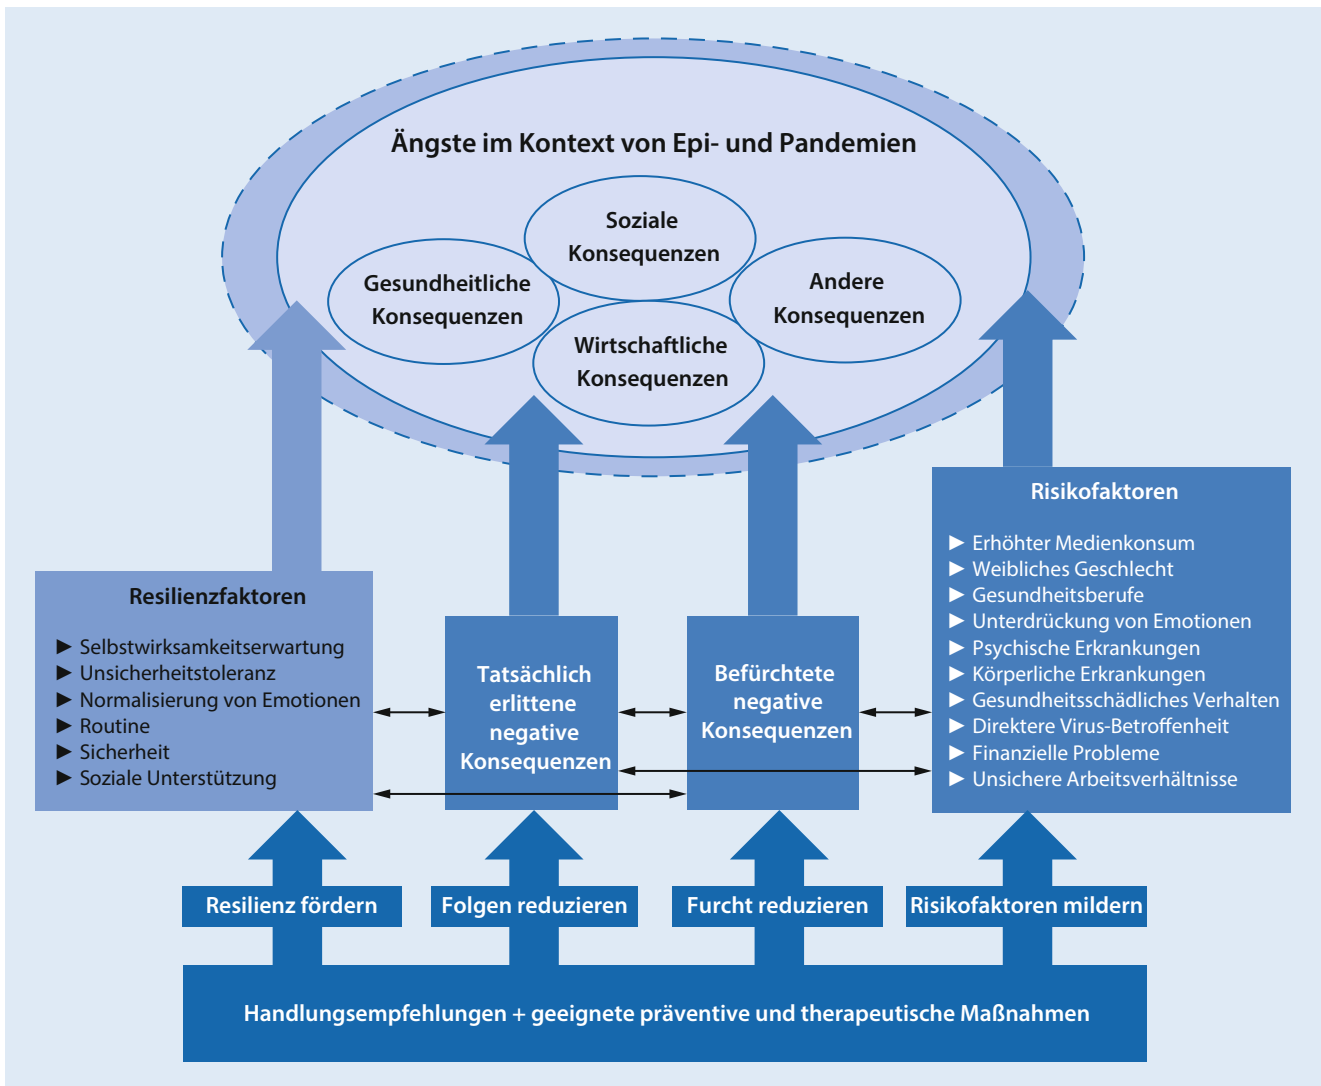 Ängste im Kontext von Epi- und Pandemien
Soziale
Konsequenzen
Gesundheitliche
Konsequenzen
Andere
Konsequenzen
Wirtschaftliche
Konsequenzen
Resilienzfaktoren
► Selbstwirksamkeitserwartung
► Unsicherheitstoleranz
► Normalisierung von Emotionen
► Routine
► Sicherheit
► Soziale Unterstützung
Tatsächlich
erlittene
negative
Konsequenzen
Befürchtete
negative
Konsequenzen
Risikofaktoren
► Erhöhter Medienkonsum
► Weibliches Geschlecht
► Gesundheitsberufe
► Unterdrückung von Emotionen
► Psychische Erkrankungen
► Körperliche Erkrankungen
► Gesundheitsschädliches Verhalten
► Direktere Virus-Betroffenheit
► Finanzielle Probleme
► Unsichere Arbeitsverhältnisse
Resilienz fördern
Folgen reduzieren
Furcht reduzieren
Risikofaktoren mildern
Handlungsempfehlungen + geeignete präventive und therapeutische Maßnahmen